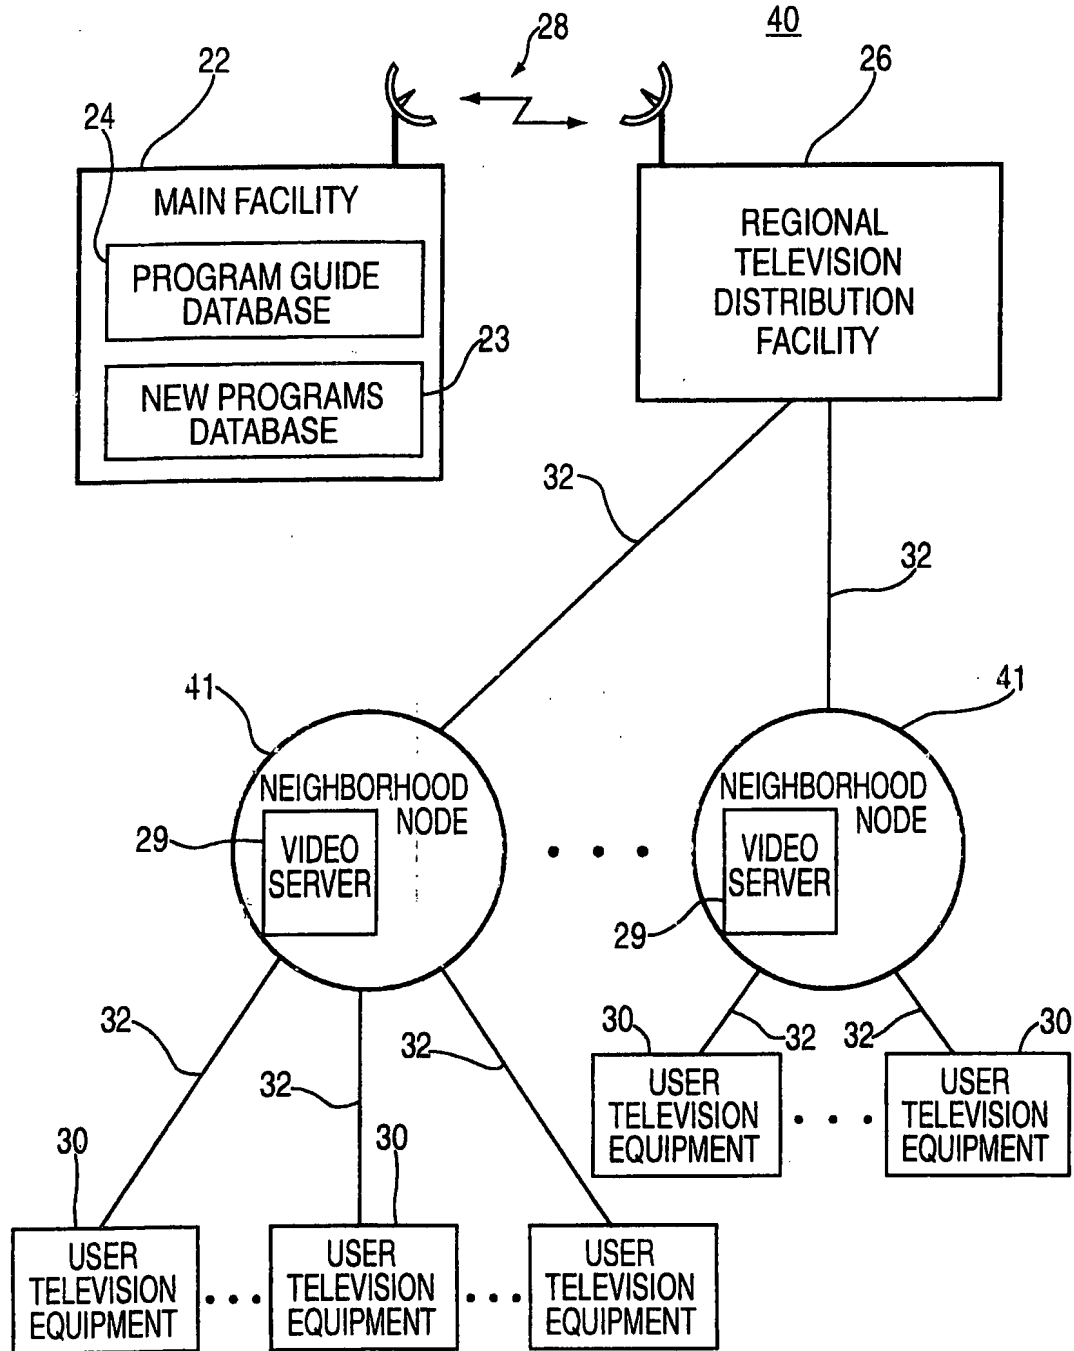 40
28
22
26
24
MAIN FACILITY
PROGRAM GUIDE
DATABASE
23
NEW PROGRAMS
DATABASE
REGIONAL
TELEVISION
DISTRIBUTION
FACILITY
32
32
41
41
NEIGHBORHOOD
NODE
29
VIDEO
SERVER
NEIGHBORHOOD
NODE
VIDEO
SERVER
29
32
32
32
30
32
32
30
USER
TELEVISION
EQUIPMENT
USER
TELEVISION
EQUIPMENT
30
30
USER
TELEVISION
EQUIPMENT
USER
TELEVISION
EQUIPMENT
USER
TELEVISION
EQUIPMENT